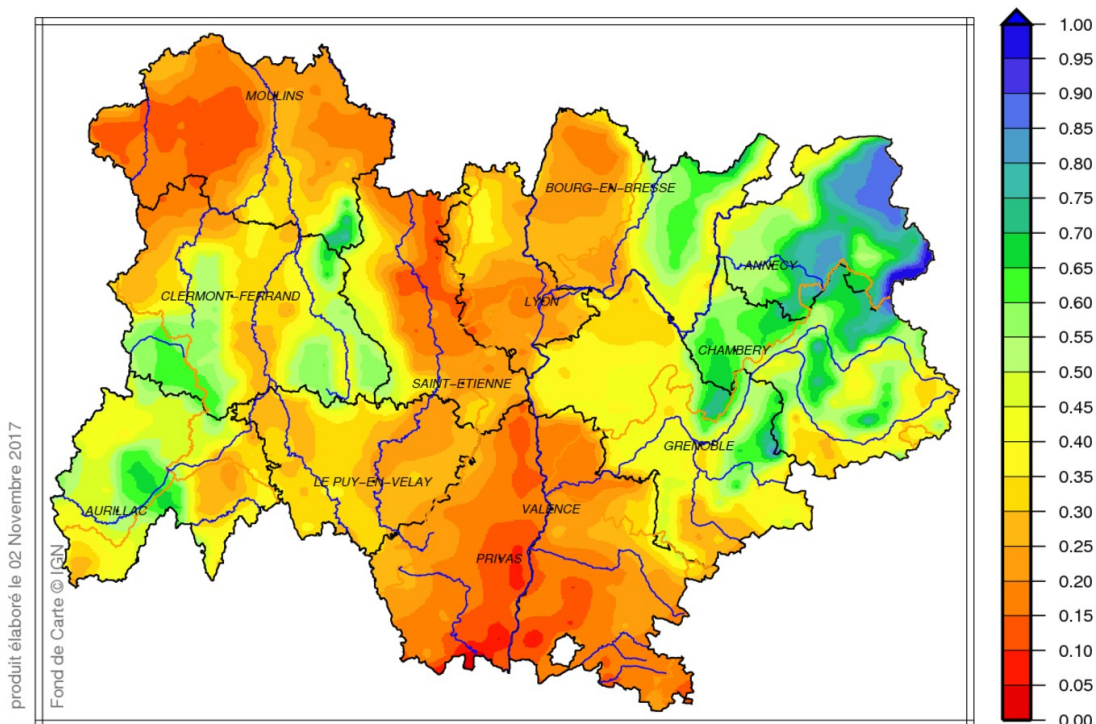 MOULINS
BOURG-EN-BRESSE
ANNECY
CLERMONT-FERRAND
LYON
CHAMBERY
SAINT-ETIENNE
GRENOBLE
LE PUY-EN-VELAY
AURILLAC
VALENCE
PRIVAS
produit élaboré le 02 Novembre 2017
Fond de Carte © IGN
1.00
0.95
0.90
0.85
0.80
0.75
0.70
0.65
0.60
0.55
0.50
0.45
0.40
0.35
0.30
0.25
0.20
0.15
0.10
0.05
0.00